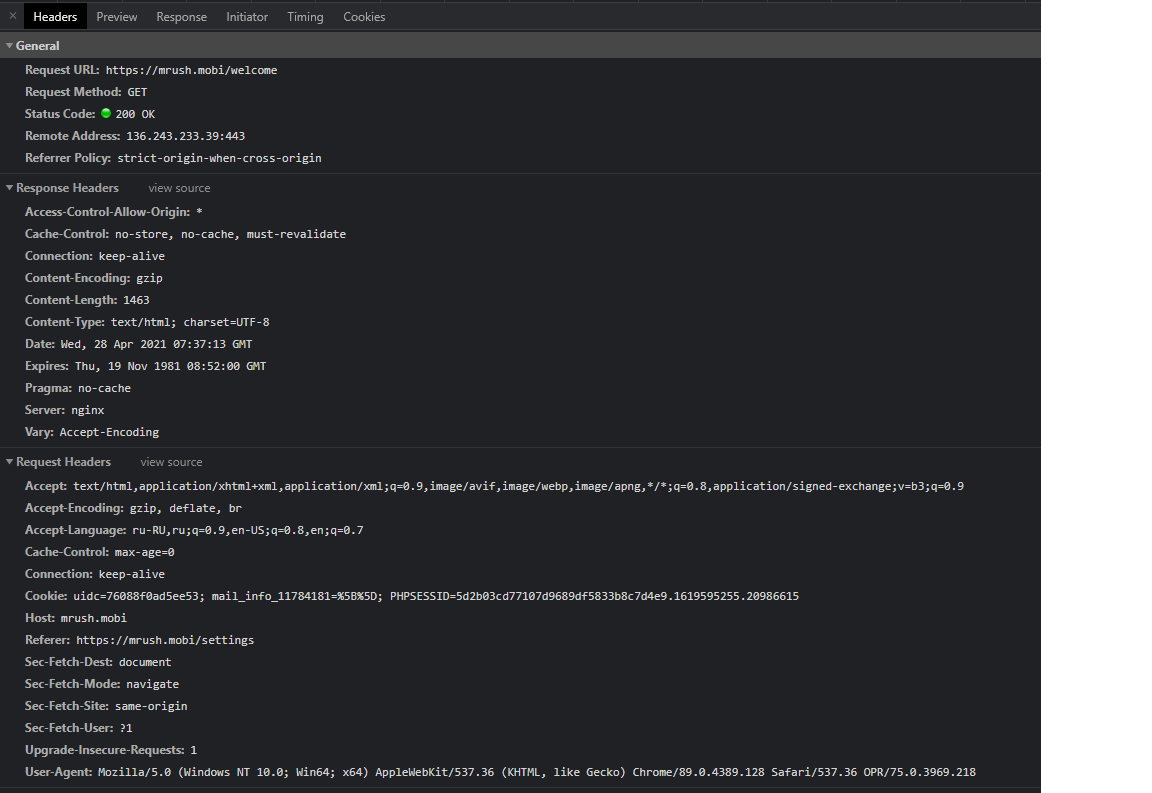 × Headers Preview Response Initiator Timing Cookies
General
Request URL: https://mrush.mobi/welcome
Request Method: GET
Status Code: 200 OK
Remote Address: 136.243.233.39:443
Referrer Policy: strict-origin-when-cross-origin
Response Headers view source
Access-Control-Allow-Origin: *
Cache-Control: no-store, no-cache, must-revalidate
Connection: keep-alive
Content-Encoding: gzip
Content-Length: 1463
Content-Type: text/html; charset=UTF-8
Date: Wed, 28 Apr 2021 07:37:13 GMT
Expires: Thu, 19 Nov 1981 08:52:00 GMT
Pragma: no-cache
Server: nginx
Vary: Accept-Encoding
Request Headers view source
Accept: text/html,application/xhtml+xml,application/xml;q=0.9,image/avif,image/webp,image/apng,*/*;q=0.8,application/signed-exchange;v=b3;q=0.9
Accept-Encoding: gzip, deflate, br
Accept-Language: ru-RU,ru;q=0.9,en-US;q=0.8,en;q=0.7
Cache-Control: max-age=0
Connection: keep-alive
Cookie: uidc=76088f0ad5ee53; mail_info_11784181=%5B%5D; PHPSESSID=5d2b03cd77107d9689df5833b8c7d4e9.1619595255.20986615
Host: mrush.mobi
Referer: https://mrush.mobi/settings
Sec-Fetch-Dest: document
Sec-Fetch-Mode: navigate
Sec-Fetch-Site: same-origin
Sec-Fetch-User: ?1
Upgrade-Insecure-Requests: 1
User-Agent: Mozilla/5.0 (Windows NT 10.0; Win64; x64) AppleWebKit/537.36 (KHTML, like Gecko) Chrome/89.0.4389.128 Safari/537.36 OPR/75.0.3969.218